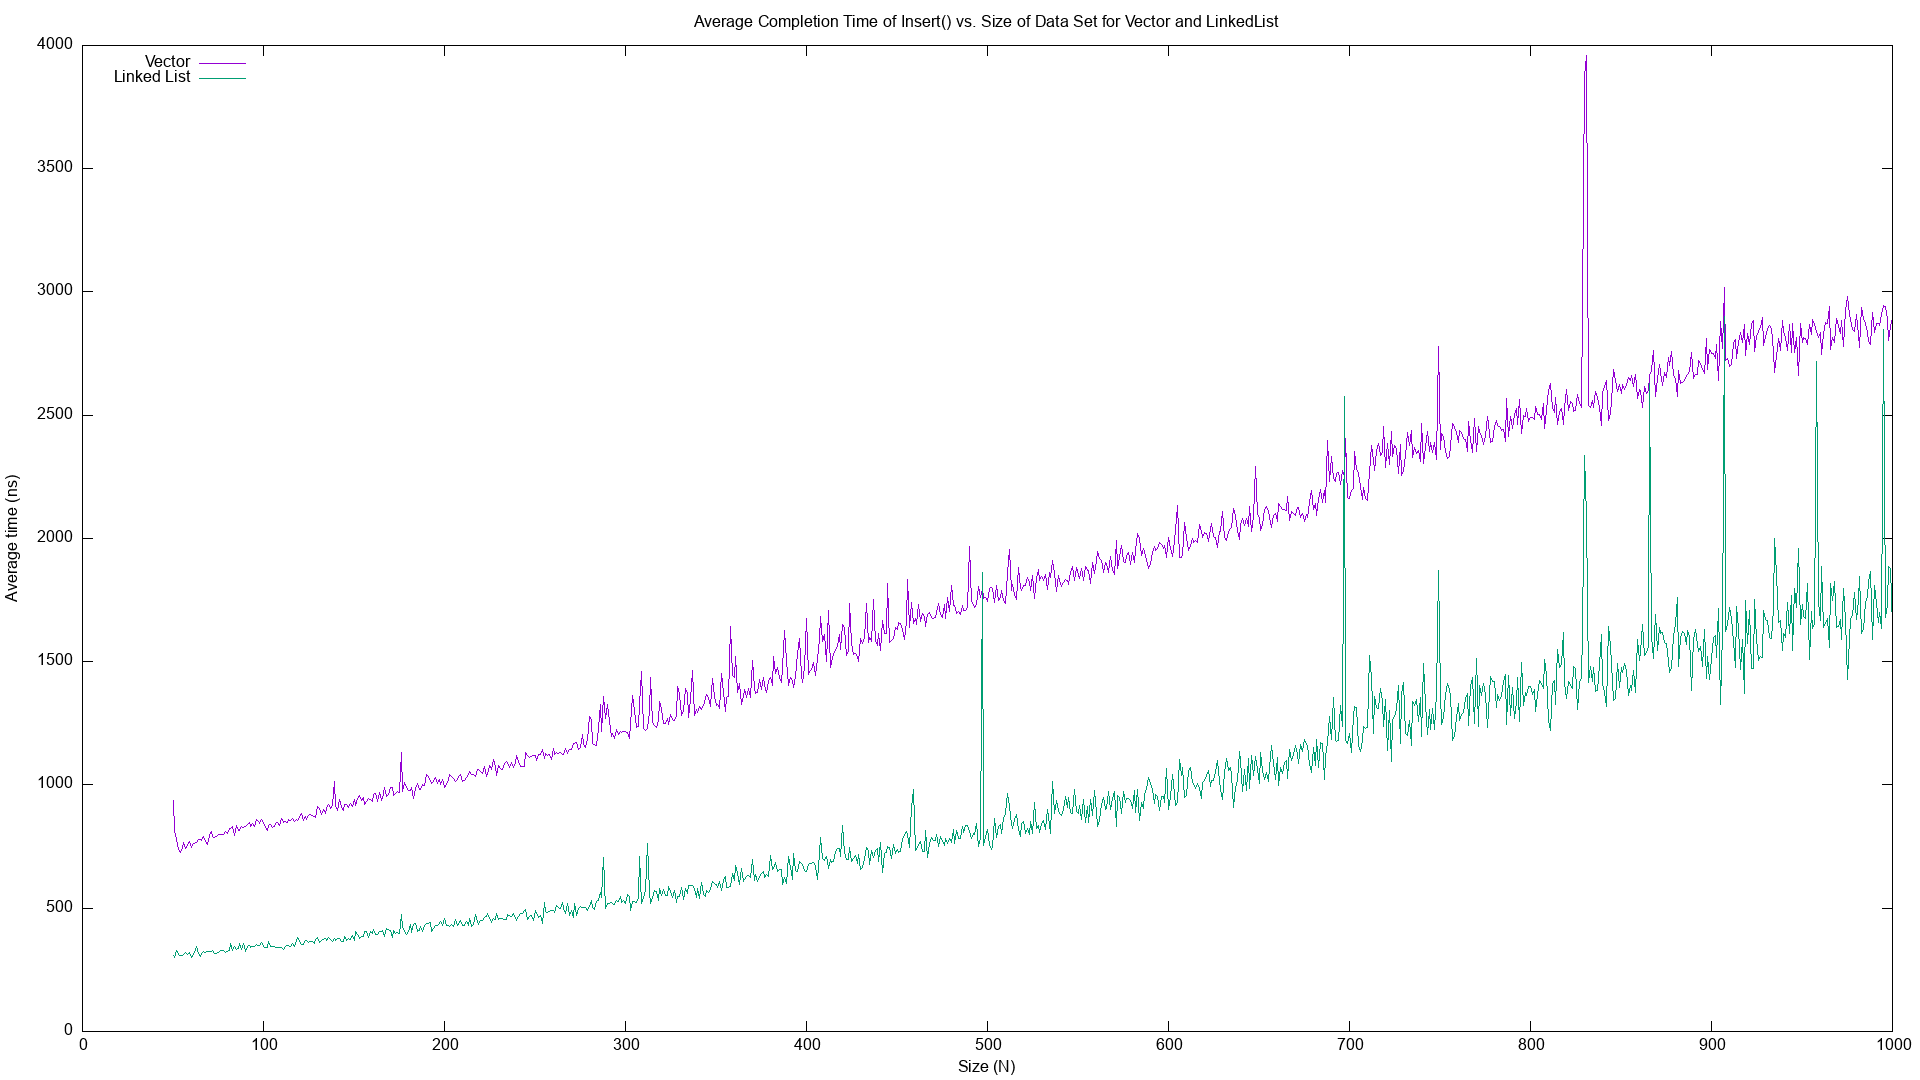 Average Completion Time of Insert() vs. Size of Data Set for Vector and LinkedList
Vector
Linked List
4000
3500
3000
2500
2000
1500
1000
500
0
Average time (ns)
0 100 200 300 400 500 600 700 800 900 1000
Size (N)